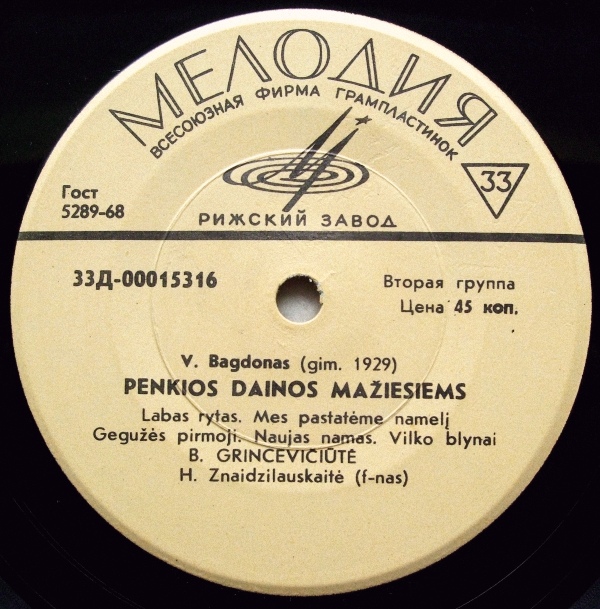 МЕЛОДИЯ
ВСЕСОЮЗНАЯ ФИРМА ГРАМПЛАСТИНОК
33
Гост
5289-68
РИЖСКИЙ ЗАВОД
33Д-00015316
Вторая группа
Цена 45 коп.
V. Bagdonas (gim. 1929)
PENKIOS DAINOS MAŽIESIEMS
Labas rytas. Mes pastatėme namelį
Gegužės pirmoji. Naujas namas. Vilko blynai
B. GRINCEVICIŪTĖ
H. Znaidzilauskaitė (f-nas)